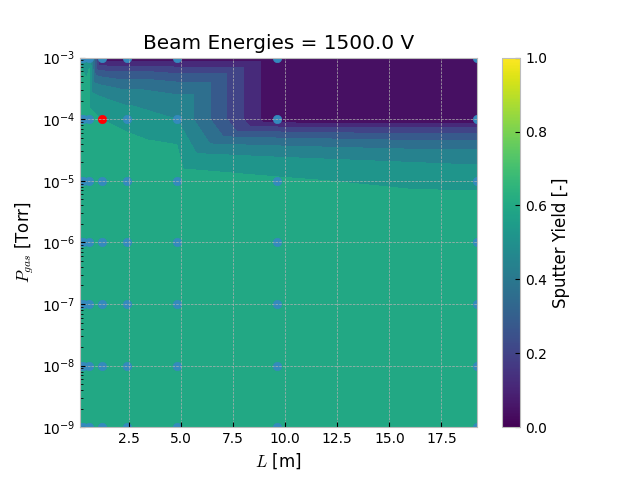 Beam Energies = 1500.0 V
10⁻³
10⁻⁴
10⁻⁵
10⁻⁶
10⁻⁷
10⁻⁸
10⁻⁹
P_gas [Torr]
2.5 5.0 7.5 10.0 12.5 15.0 17.5
L [m]
1.0
0.8
0.6
0.4
0.2
0.0
Sputter Yield [-]